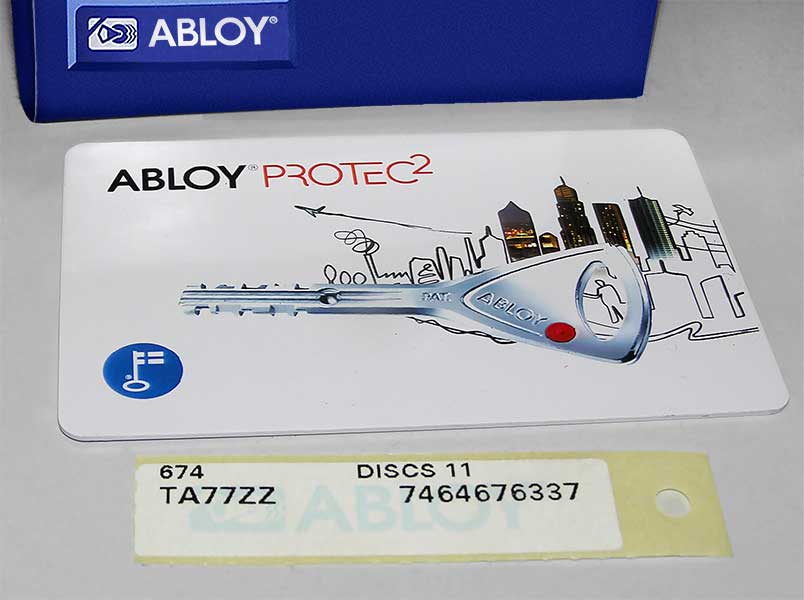 ABLOY®
ABLOY® PROTEC2
PAT. ABLOY
674 DISCS 11
TA77ZZ 7464676337
ABLOY